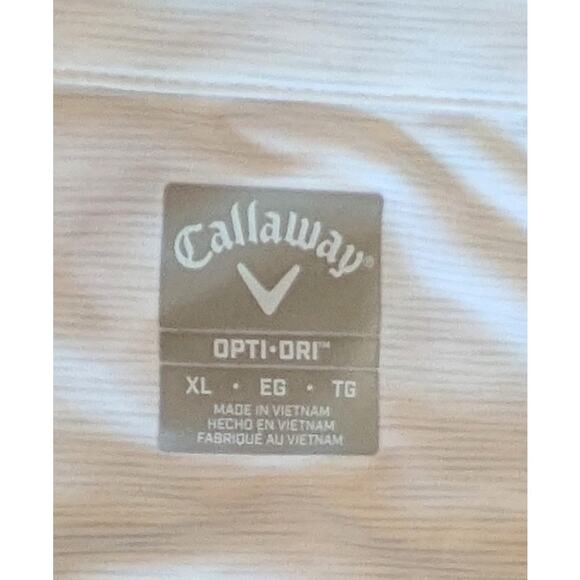 Callaway®
OPTI•DRI™
XL • EG • TG
MADE IN VIETNAM
HECHO EN VIETNAM
FABRIQUÉ AU VIETNAM